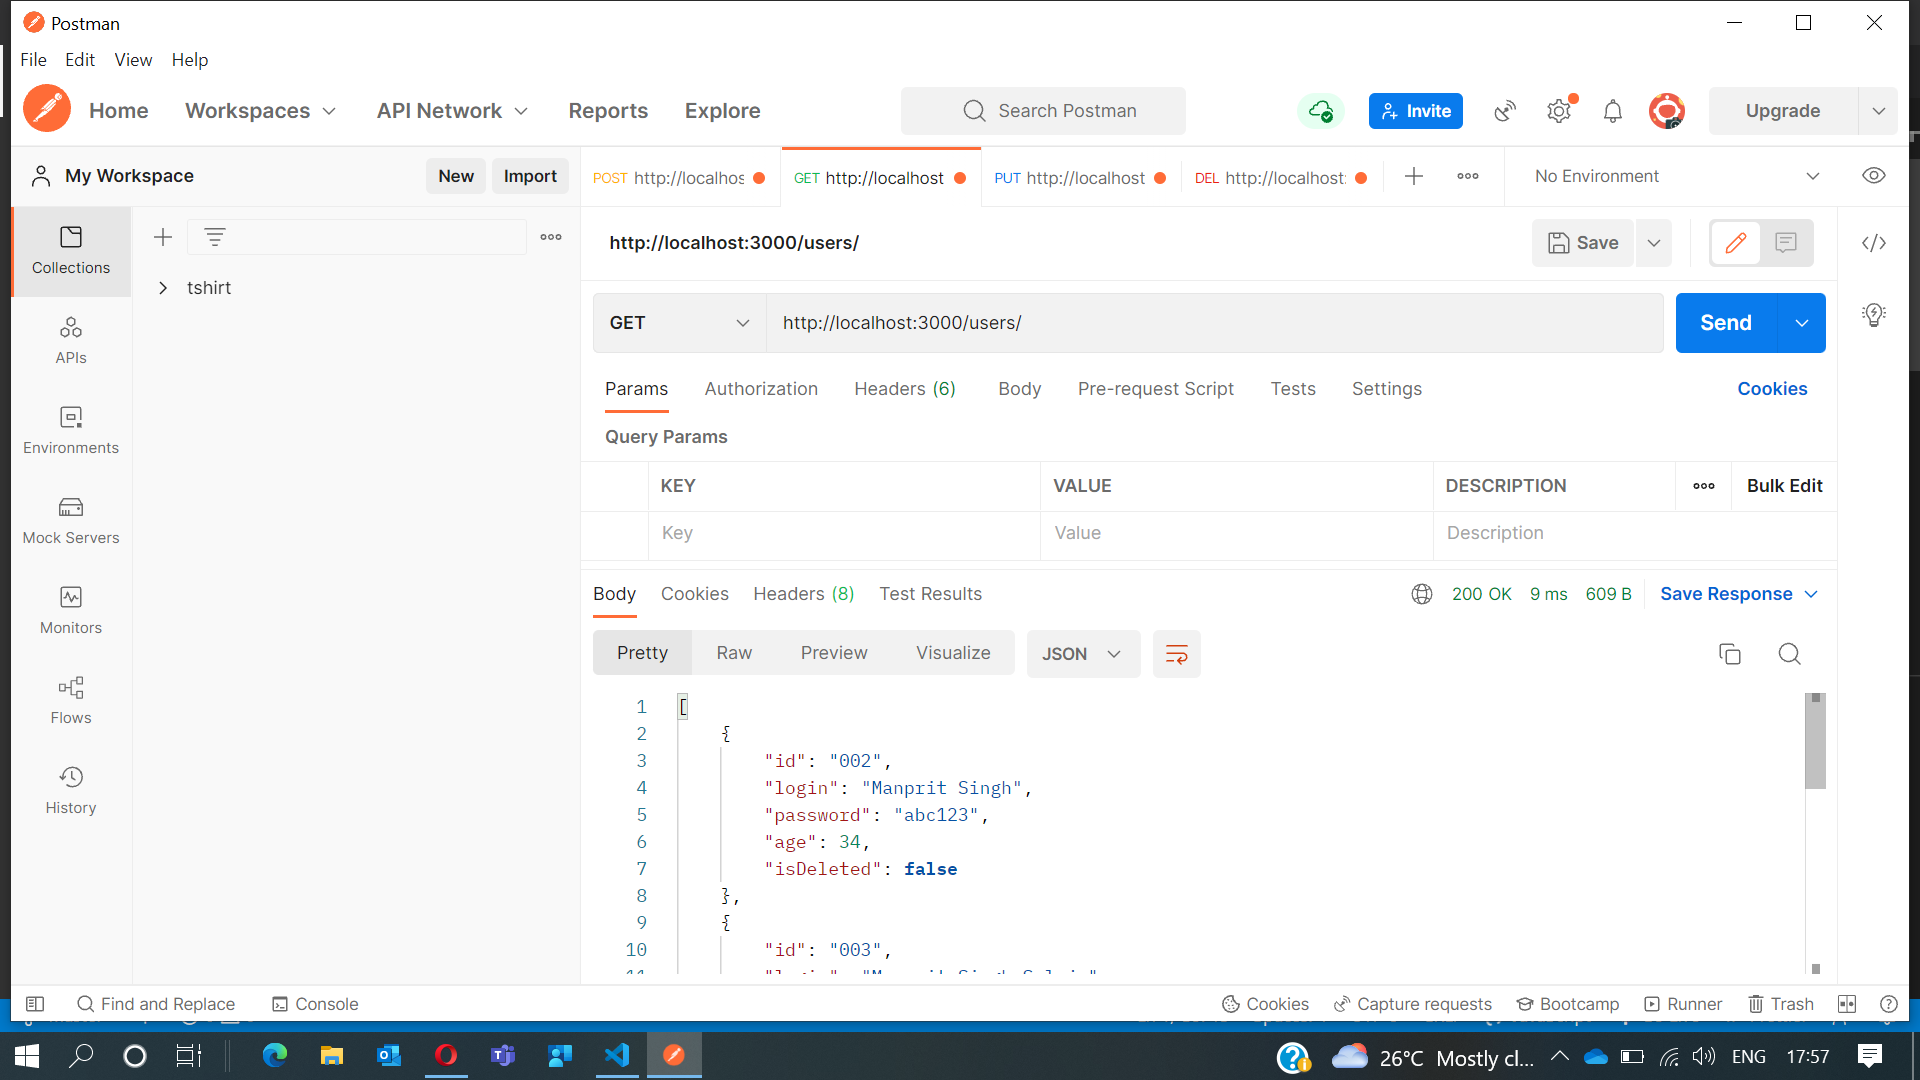 Postman
File Edit View Help
Home Workspaces API Network Reports Explore Search Postman Invite Upgrade
My Workspace New Import
POST http://localhos GET http://localhost PUT http://localhost DEL http://localhost: No Environment
Collections
APIs
Environments
Mock Servers
Monitors
Flows
History
tshirt
http://localhost:3000/users/ Save
GET http://localhost:3000/users/ Send
Params Authorization Headers (6) Body Pre-request Script Tests Settings Cookies
Query Params
KEY VALUE DESCRIPTION Bulk Edit
Key Value Description
Body Cookies Headers (8) Test Results 200 OK 9 ms 609 B Save Response
Pretty Raw Preview Visualize JSON
1 [
2 {
3 "id": "002",
4 "login": "Manprit Singh",
5 "password": "abc123",
6 "age": 34,
7 "isDeleted": false
8 },
9 {
10 "id": "003",
Find and Replace Console Cookies Capture requests Bootcamp Runner Trash
26°C Mostly cl... ENG 17:57